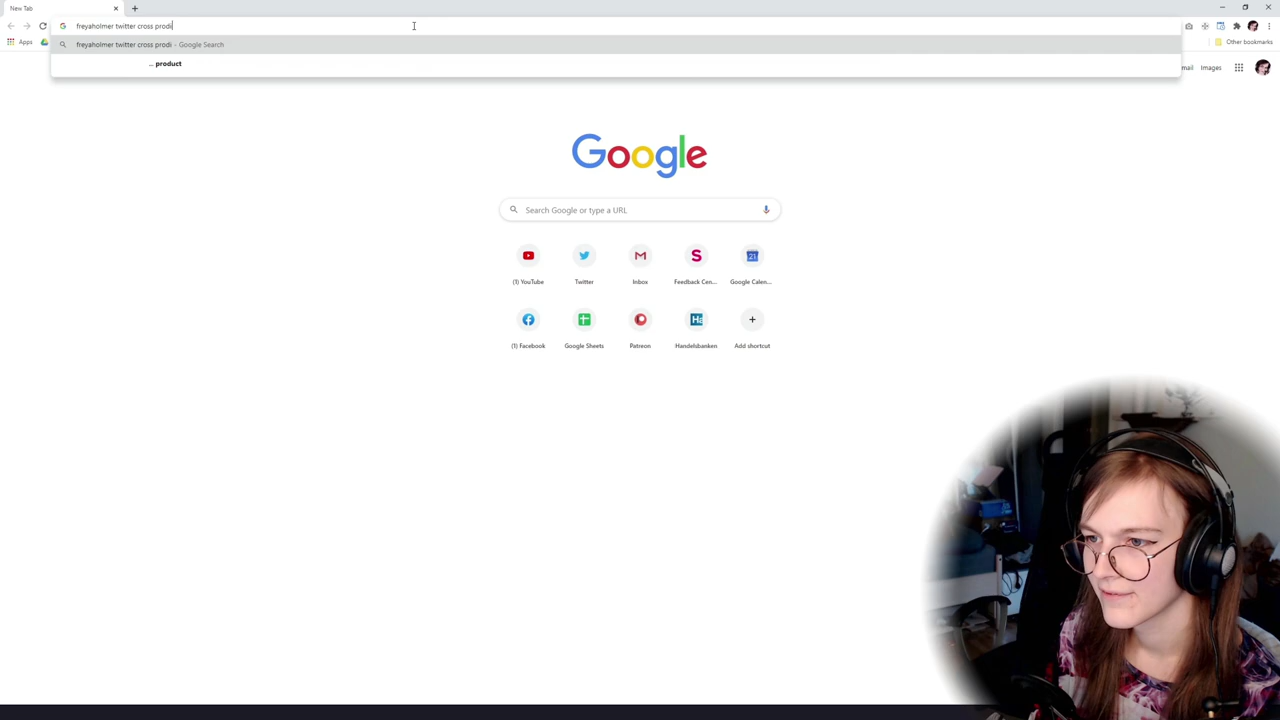 New Tab
freyaholmer twitter cross prodi
Apps
Other bookmarks
freyaholmer twitter cross prodi - Google Search
... product
mail Images
Google
Search Google or type a URL
(1) YouTube Twitter Inbox Feedback Cen... Google Calen...
(1) Facebook Google Sheets Patreon Handelsbanken Add shortcut